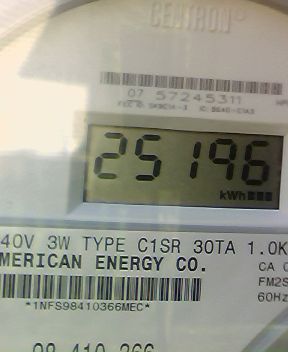 CENTRON
07 57245311
25196
kWh
40V 3W TYPE C1SR 30TA 1.0K
MERICAN ENERGY CO.
CA 0
FM2S
60Hz
*1NFS98410366MEC*